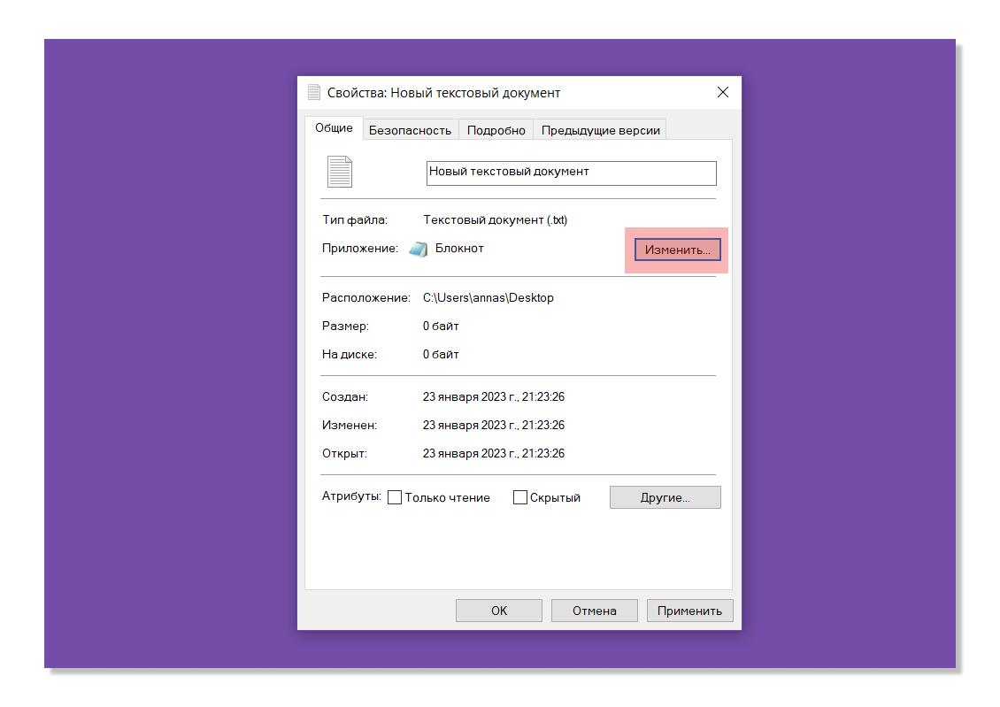 Свойства: Новый текстовый документ
Общие Безопасность Подробно Предыдущие версии
Новый текстовый документ
Тип файла: Текстовый документ (.txt)
Приложение: Блокнот Изменить...
Расположение: C:\Users\annas\Desktop
Размер: 0 байт
На диске: 0 байт
Создан: 23 января 2023 г., 21:23:26
Изменен: 23 января 2023 г., 21:23:26
Открыт: 23 января 2023 г., 21:23:26
Атрибуты: Только чтение Скрытый Другие...
ОК Отмена Применить